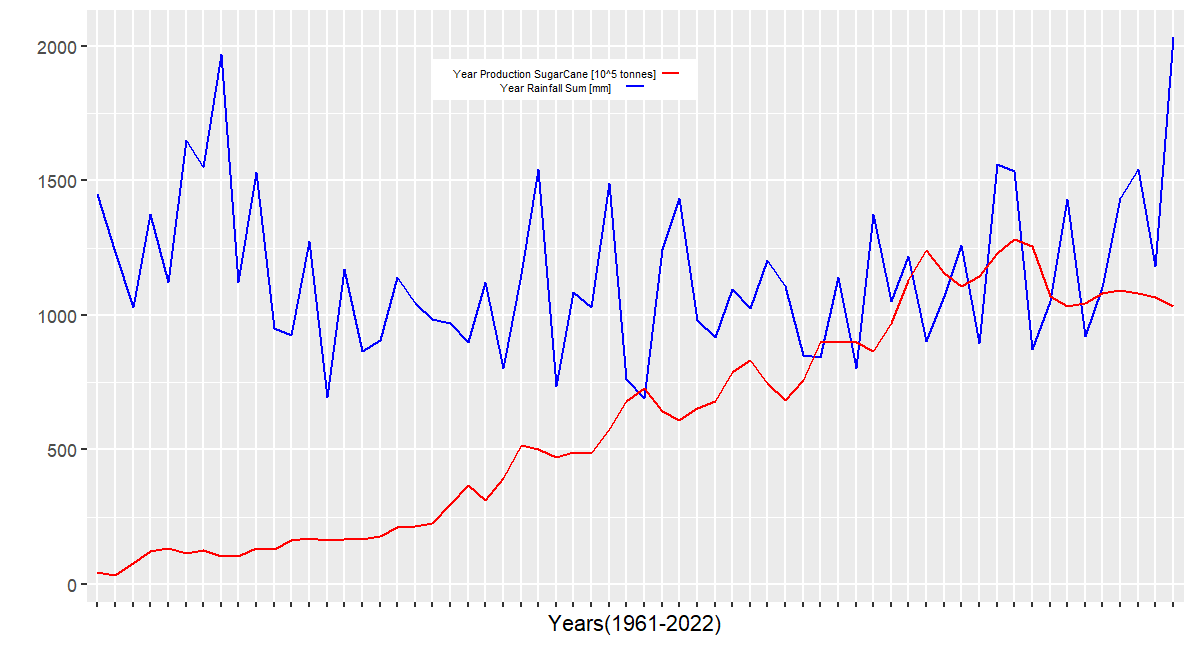 2000
1500
1000
500
0
Year Production SugarCane [10^5 tonnes]
Year Rainfall Sum [mm]
Years(1961-2022)